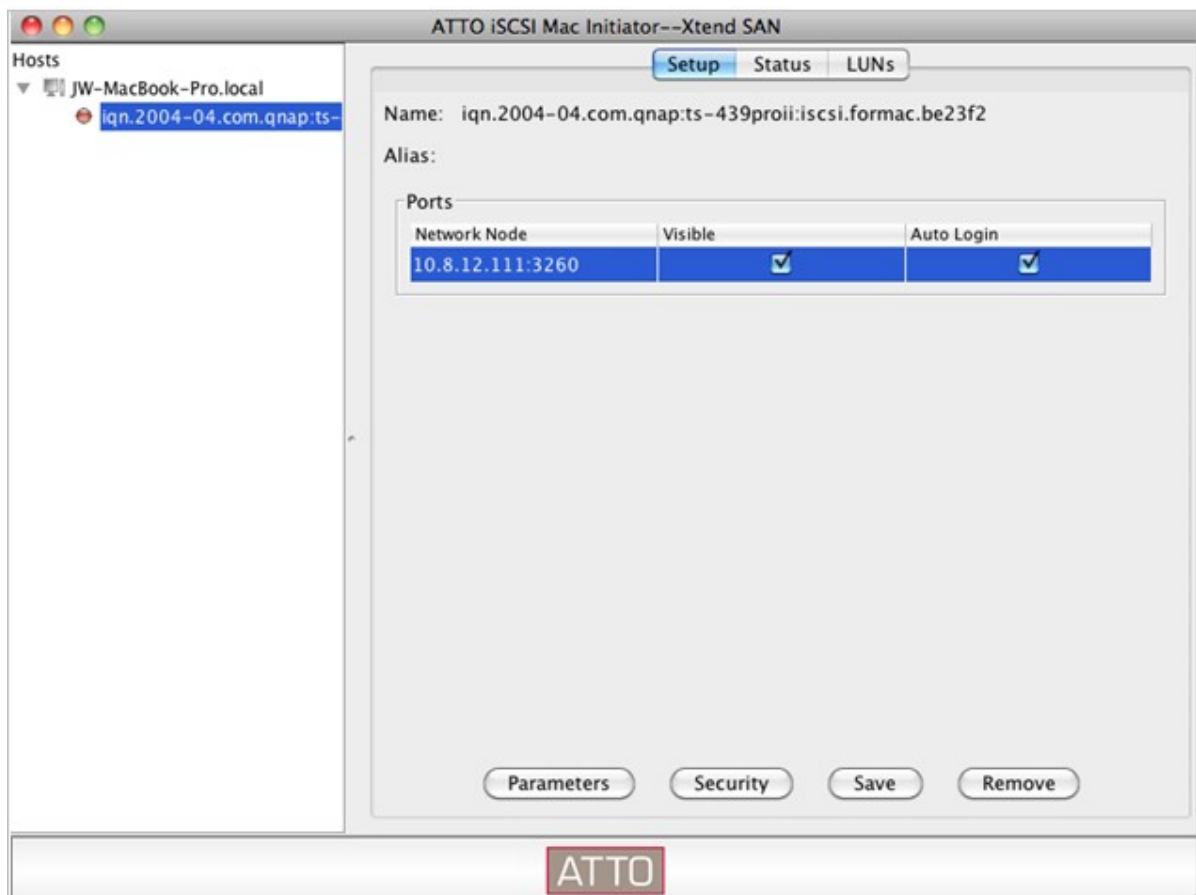 ATTO iSCSI Mac Initiator--Xtend SAN
Hosts
JW-MacBook-Pro.local
iqn.2004-04.com.qnap:ts-
Setup Status LUNs
Name: iqn.2004-04.com.qnap:ts-439proii:iscsi.formac.be23f2
Alias:
Ports
Network Node Visible Auto Login
10.8.12.111:3260
Parameters Security Save Remove
ATTO